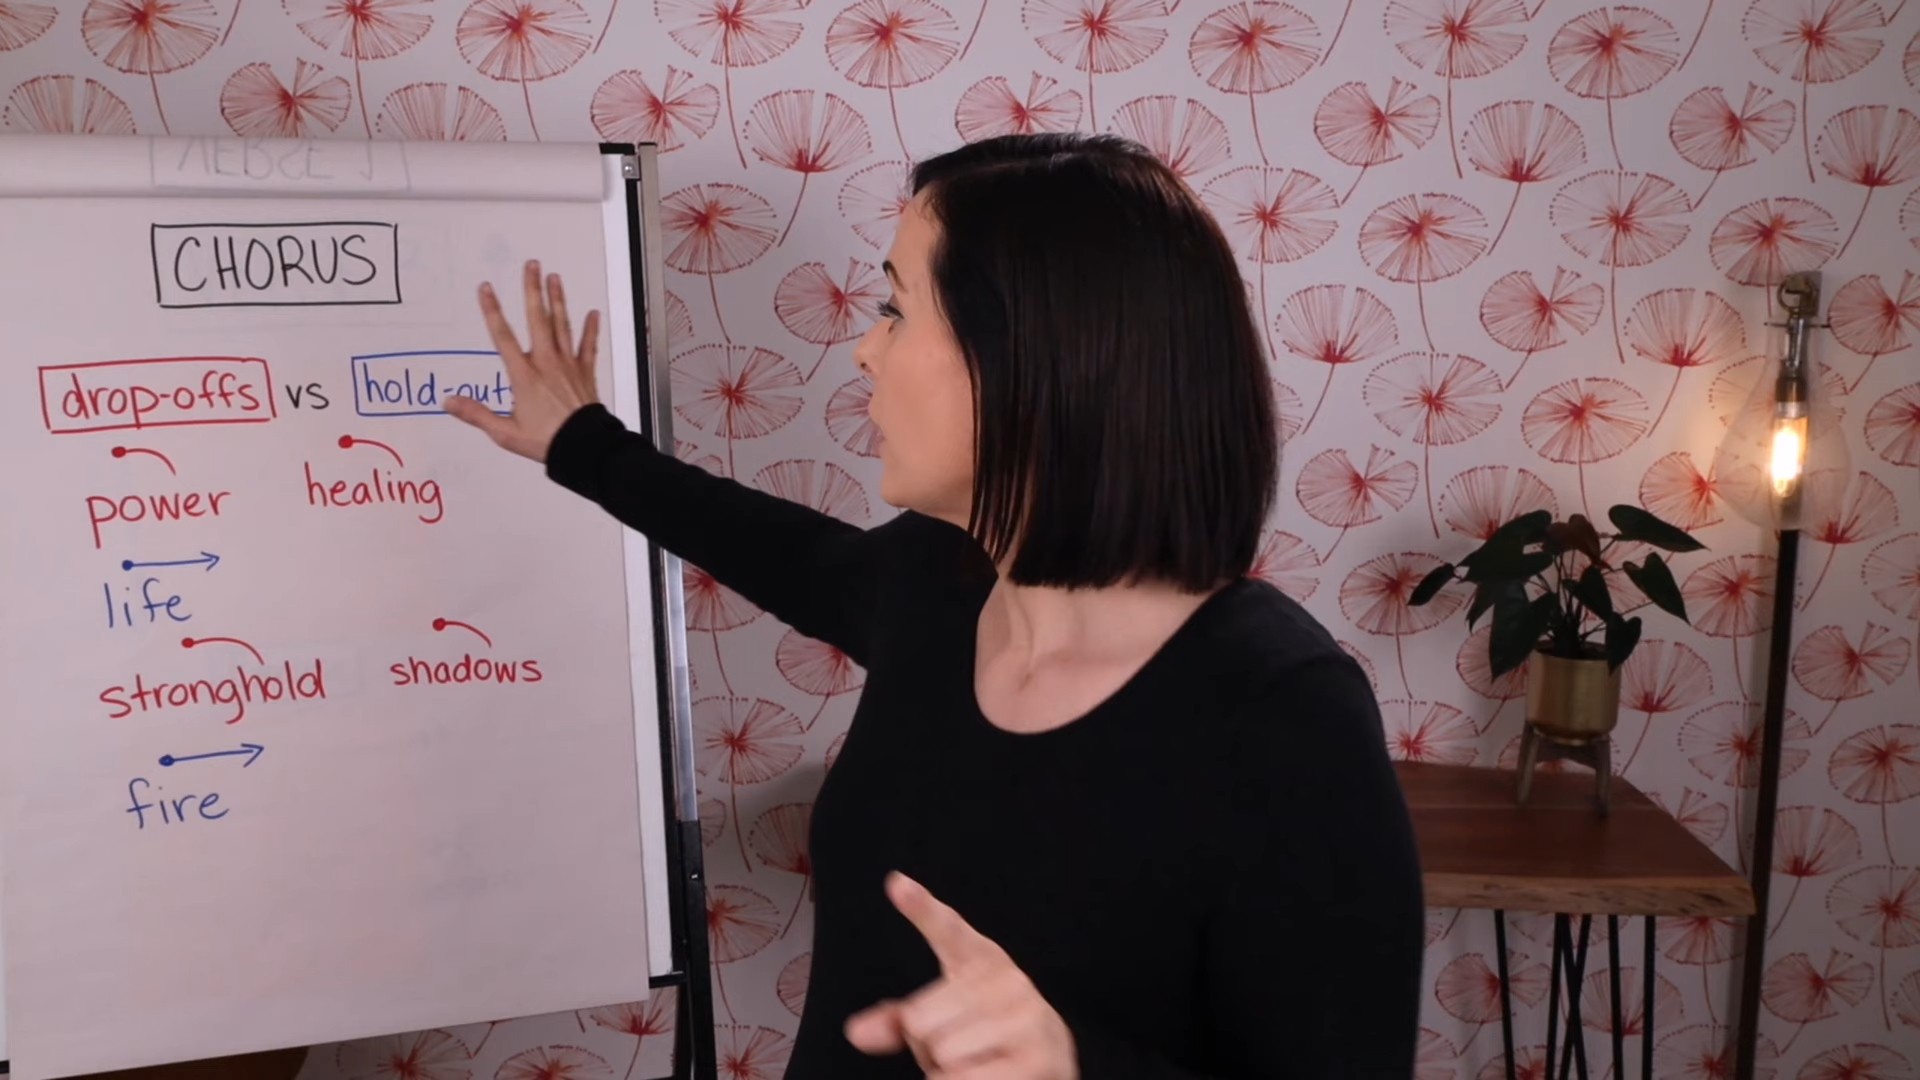 CHORUS
drop-offs vs hold-out
power healing
life
stronghold shadows
fire